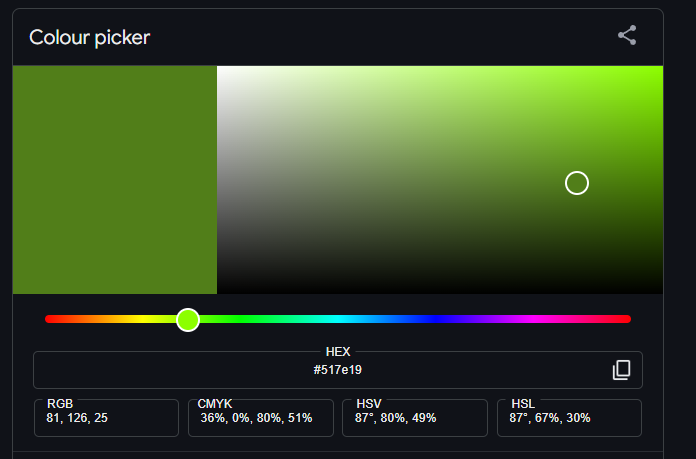 Colour picker
HEX
#517e19
RGB
81, 126, 25
CMYK
36%, 0%, 80%, 51%
HSV
87°, 80%, 49%
HSL
87°, 67%, 30%